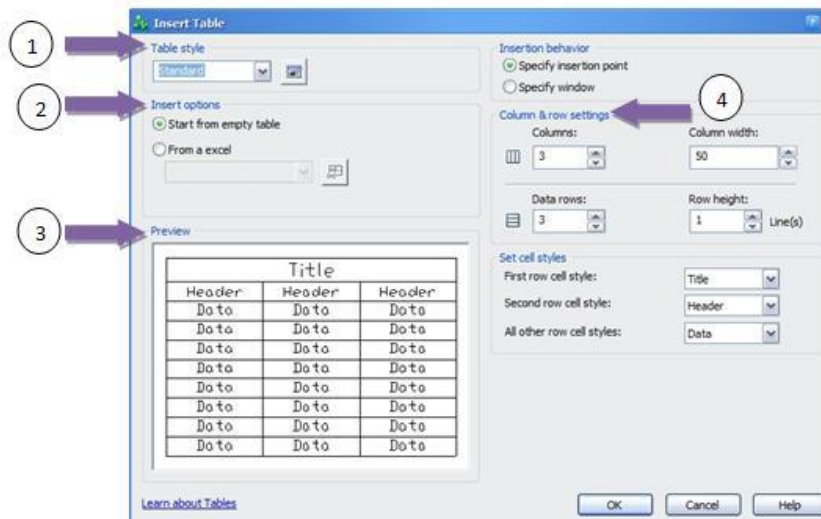 Insert Table
1
Table style
Standard
2
Insert options
Start from empty table
From a excel
3
Preview
Title
Header Header Header
Data Data Data
Data Data Data
Data Data Data
Data Data Data
Data Data Data
Data Data Data
Data Data Data
Data Data Data
Learn about Tables
Insertion behavior
Specify insertion point
Specify window
4
Column & row settings
Columns: Column width:
3 50
Data rows: Row height:
3 1 Line(s)
Set cell styles
First row cell style: Title
Second row cell style: Header
All other row cell styles: Data
OK Cancel Help